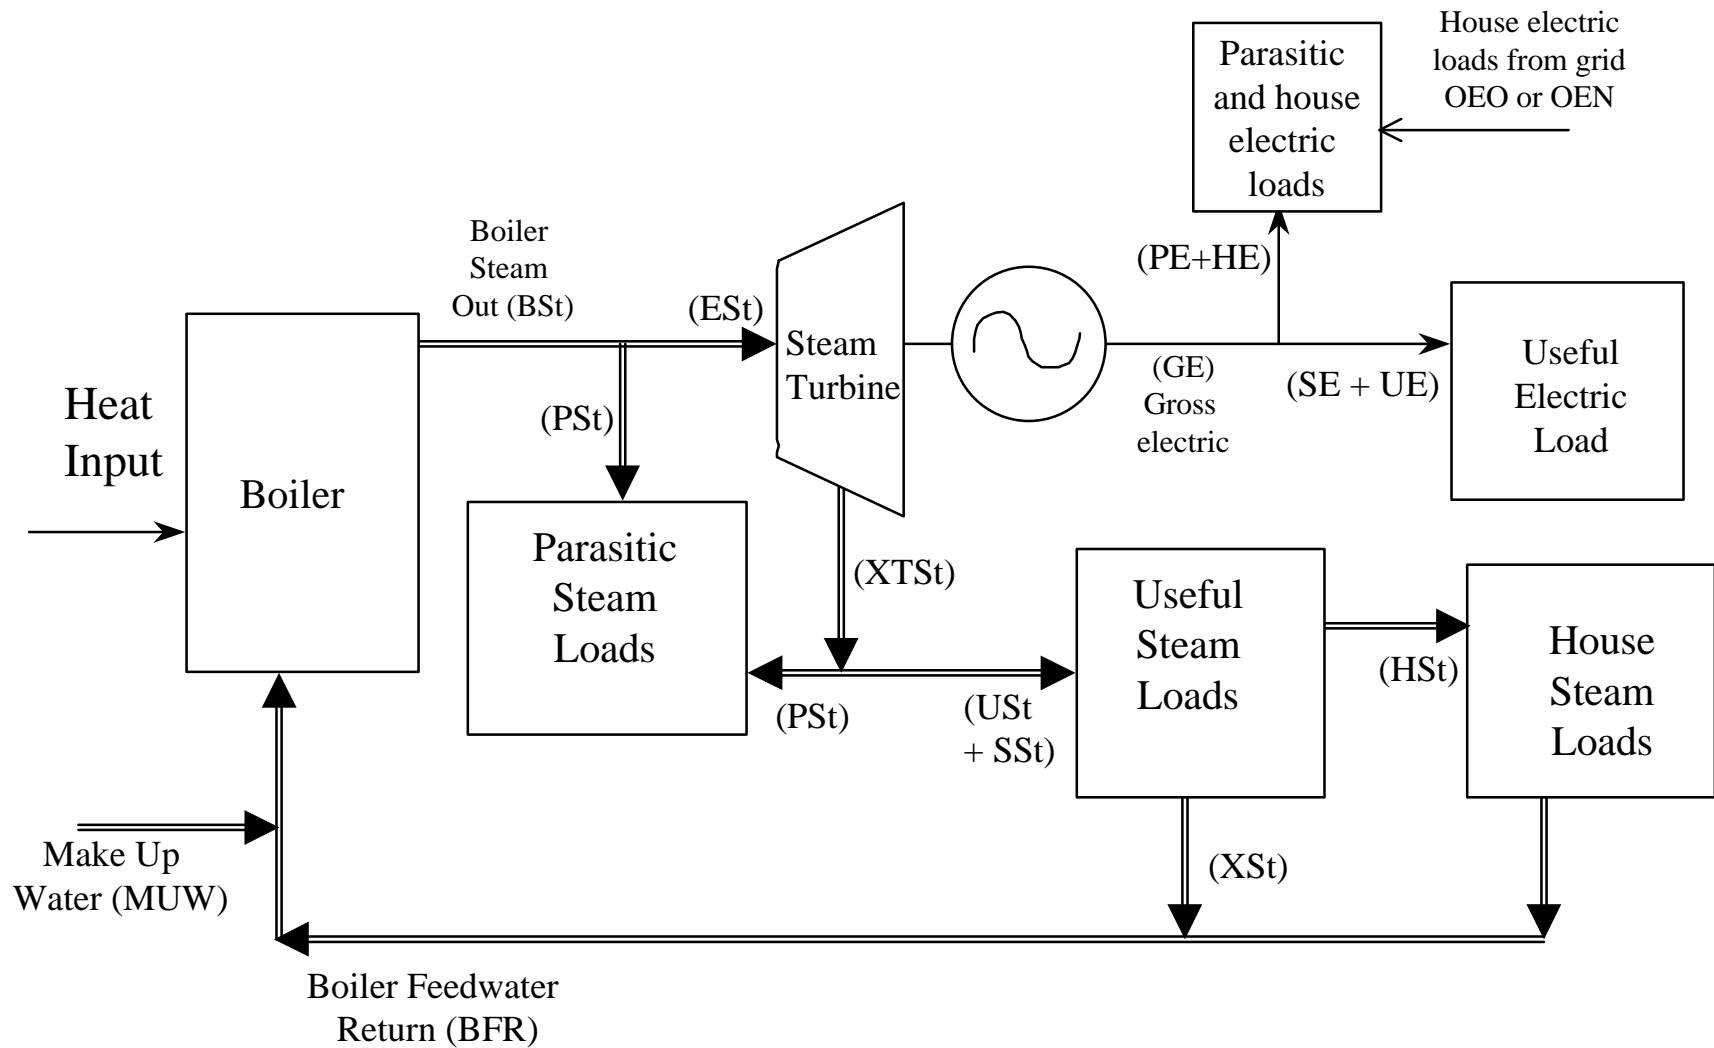 House electric
loads from grid
OEO or OEN
Parasitic
and house
electric
loads
Boiler
Steam
Out (BSt)
(ESt)
(PE+HE)
Steam
Turbine
(GE)
Gross
electric
(SE + UE)
Useful
Electric
Load
Heat
Input
Boiler
(PSt)
Parasitic
Steam
Loads
(XTSt)
(PSt)
(USt
+ SSt)
Useful
Steam
Loads
(HSt)
House
Steam
Loads
(XSt)
Make Up
Water (MUW)
Boiler Feedwater
Return (BFR)